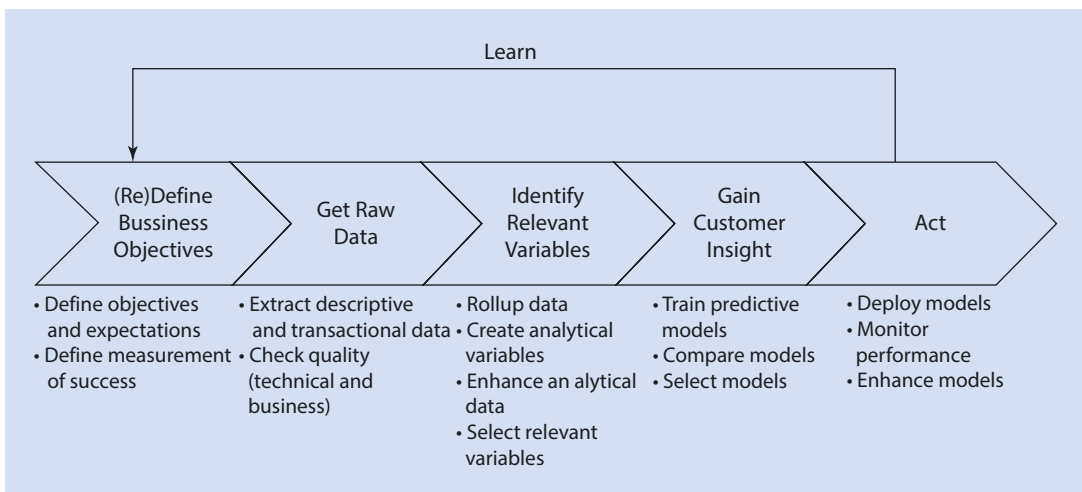 Learn
(Re)Define
Bussiness
Objectives
Get Raw
Data
Identify
Relevant
Variables
Gain
Customer
Insight
Act
• Define objectives
and expectations
• Define measurement
of success
• Extract descriptive
and transactional data
• Check quality
(technical and
business)
• Rollup data
• Create analytical
variables
• Enhance an alytical
data
• Select relevant
variables
• Train predictive
models
• Compare models
• Select models
• Deploy models
• Monitor
performance
• Enhance models